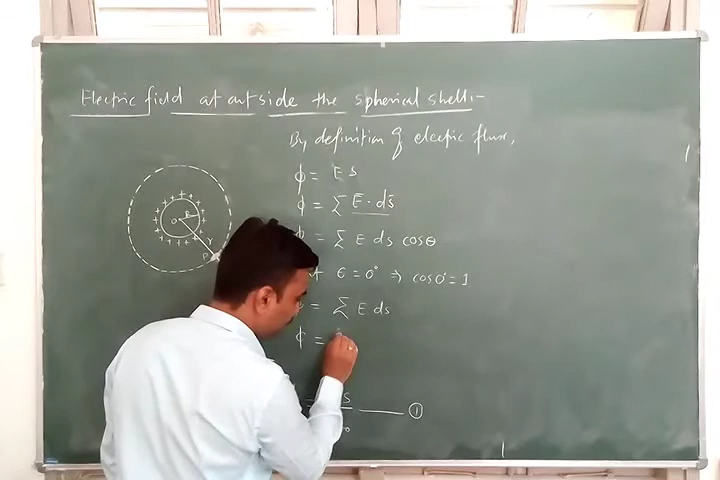 Electric field at outside the spherical shell:-
By definition of electric flux,
ϕ = E S
ϕ = ∑ E · ds
= ∑ E ds cosθ
θ = 0° ⇒ cos0° = 1
= ∑ E ds
ϕ =
S
①
+ + + + + + + + + + + + + + +
O
R
r
P